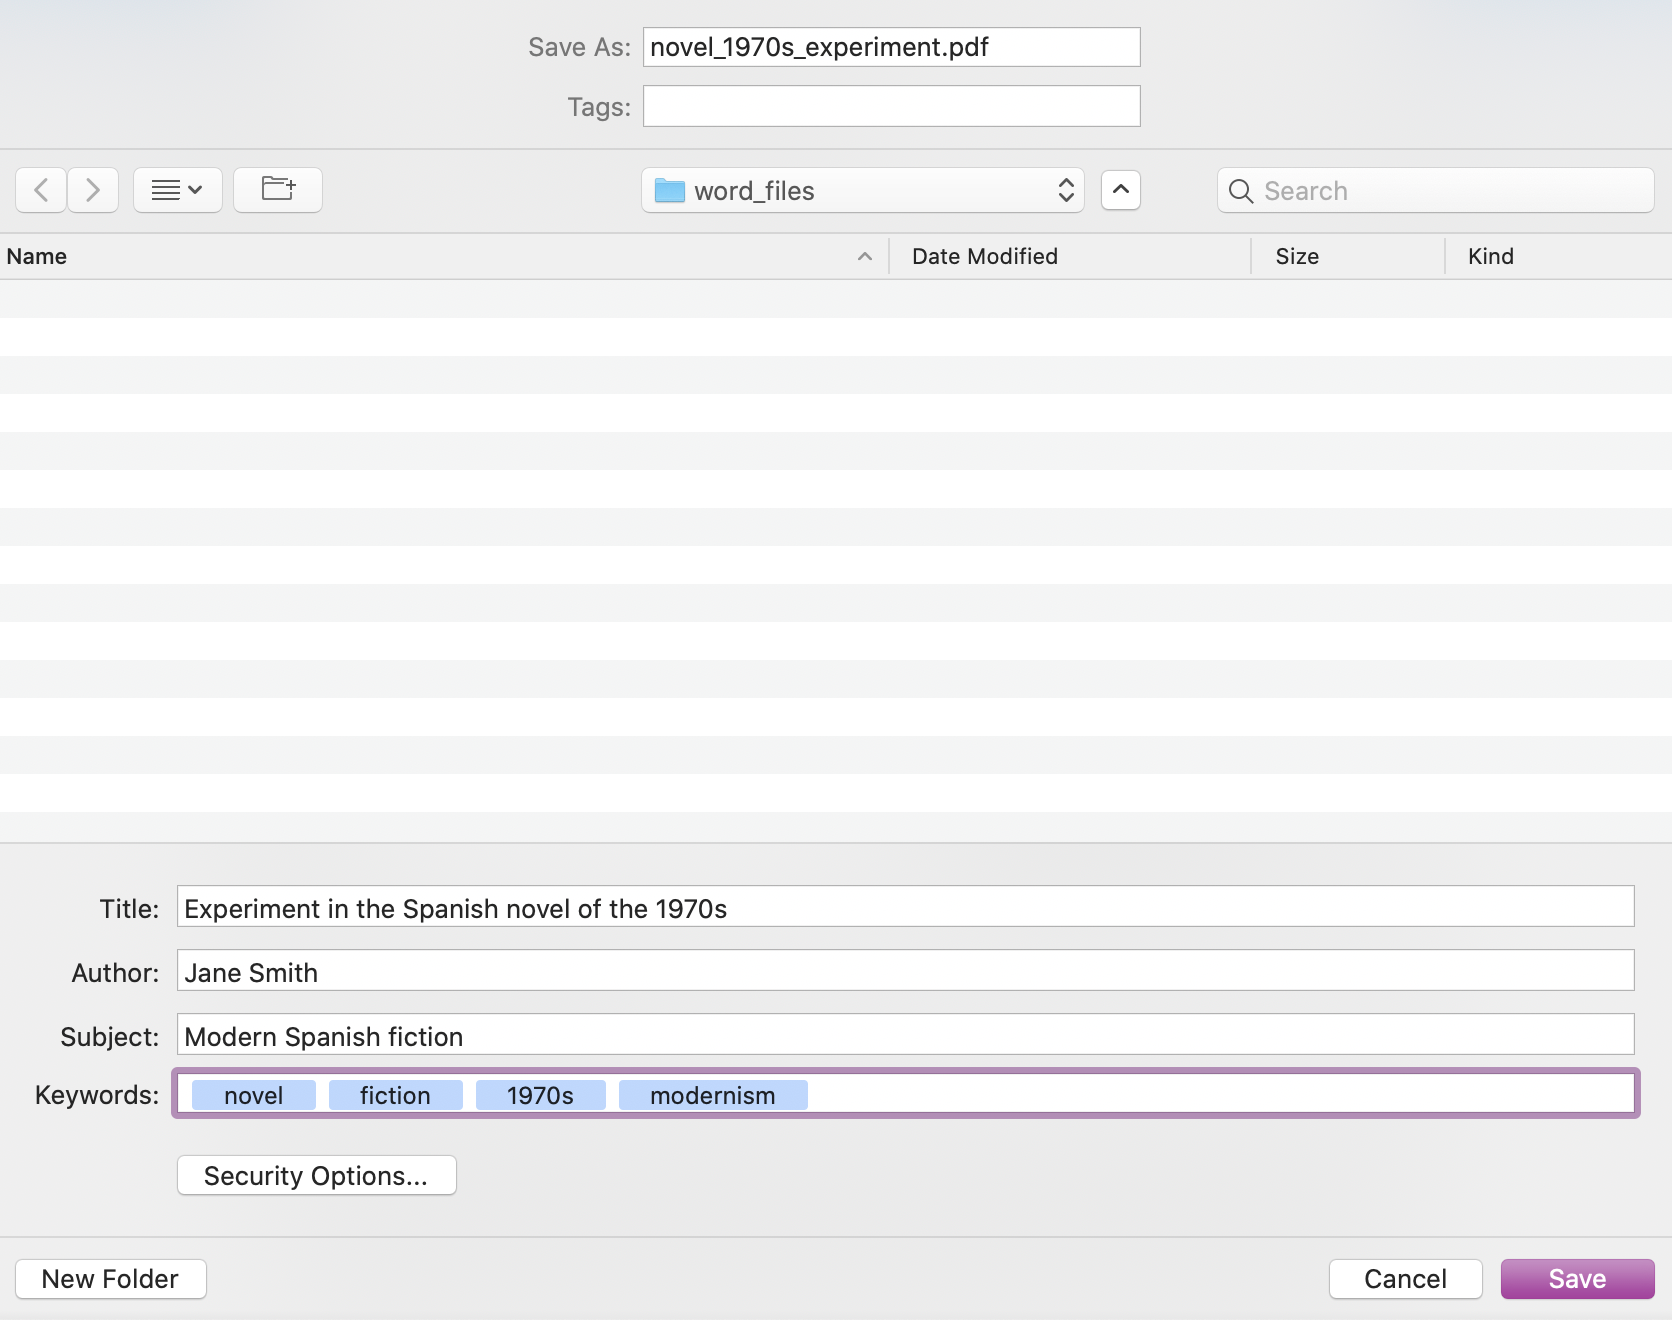 Save As: novel_1970s_experiment.pdf
Tags:
word_files
Search
Name Date Modified Size Kind
Title: Experiment in the Spanish novel of the 1970s
Author: Jane Smith
Subject: Modern Spanish fiction
Keywords: novel fiction 1970s modernism
Security Options...
New Folder Cancel Save